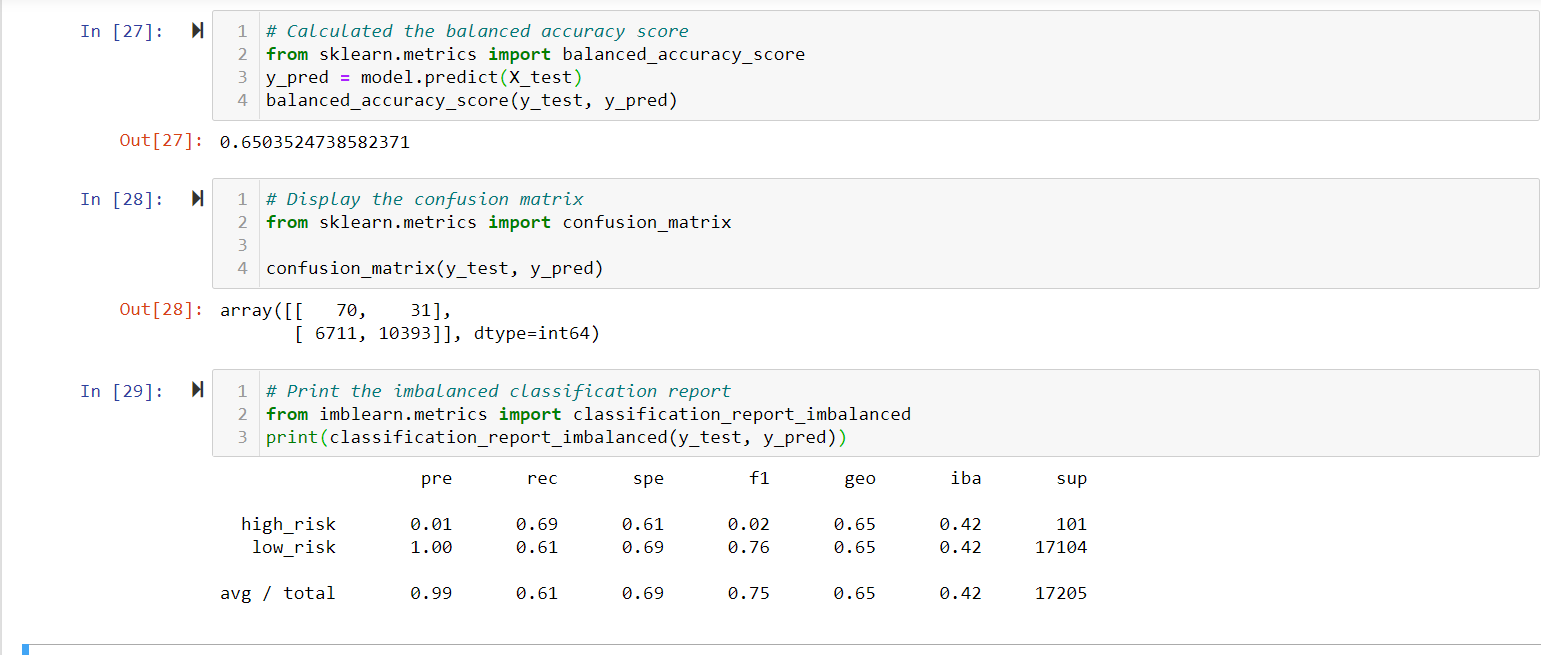 In [27]:
1 # Calculated the balanced accuracy score
2 from sklearn.metrics import balanced_accuracy_score
3 y_pred = model.predict(X_test)
4 balanced_accuracy_score(y_test, y_pred)
Out[27]: 0.6503524738582371
In [28]:
1 # Display the confusion matrix
2 from sklearn.metrics import confusion_matrix
3
4 confusion_matrix(y_test, y_pred)
Out[28]: array([[   70,    31],
       [ 6711, 10393]], dtype=int64)
In [29]:
1 # Print the imbalanced classification report
2 from imblearn.metrics import classification_report_imbalanced
3 print(classification_report_imbalanced(y_test, y_pred))
pre rec spe f1 geo iba sup
high_risk 0.01 0.69 0.61 0.02 0.65 0.42 101
low_risk 1.00 0.61 0.69 0.76 0.65 0.42 17104
avg / total 0.99 0.61 0.69 0.75 0.65 0.42 17205